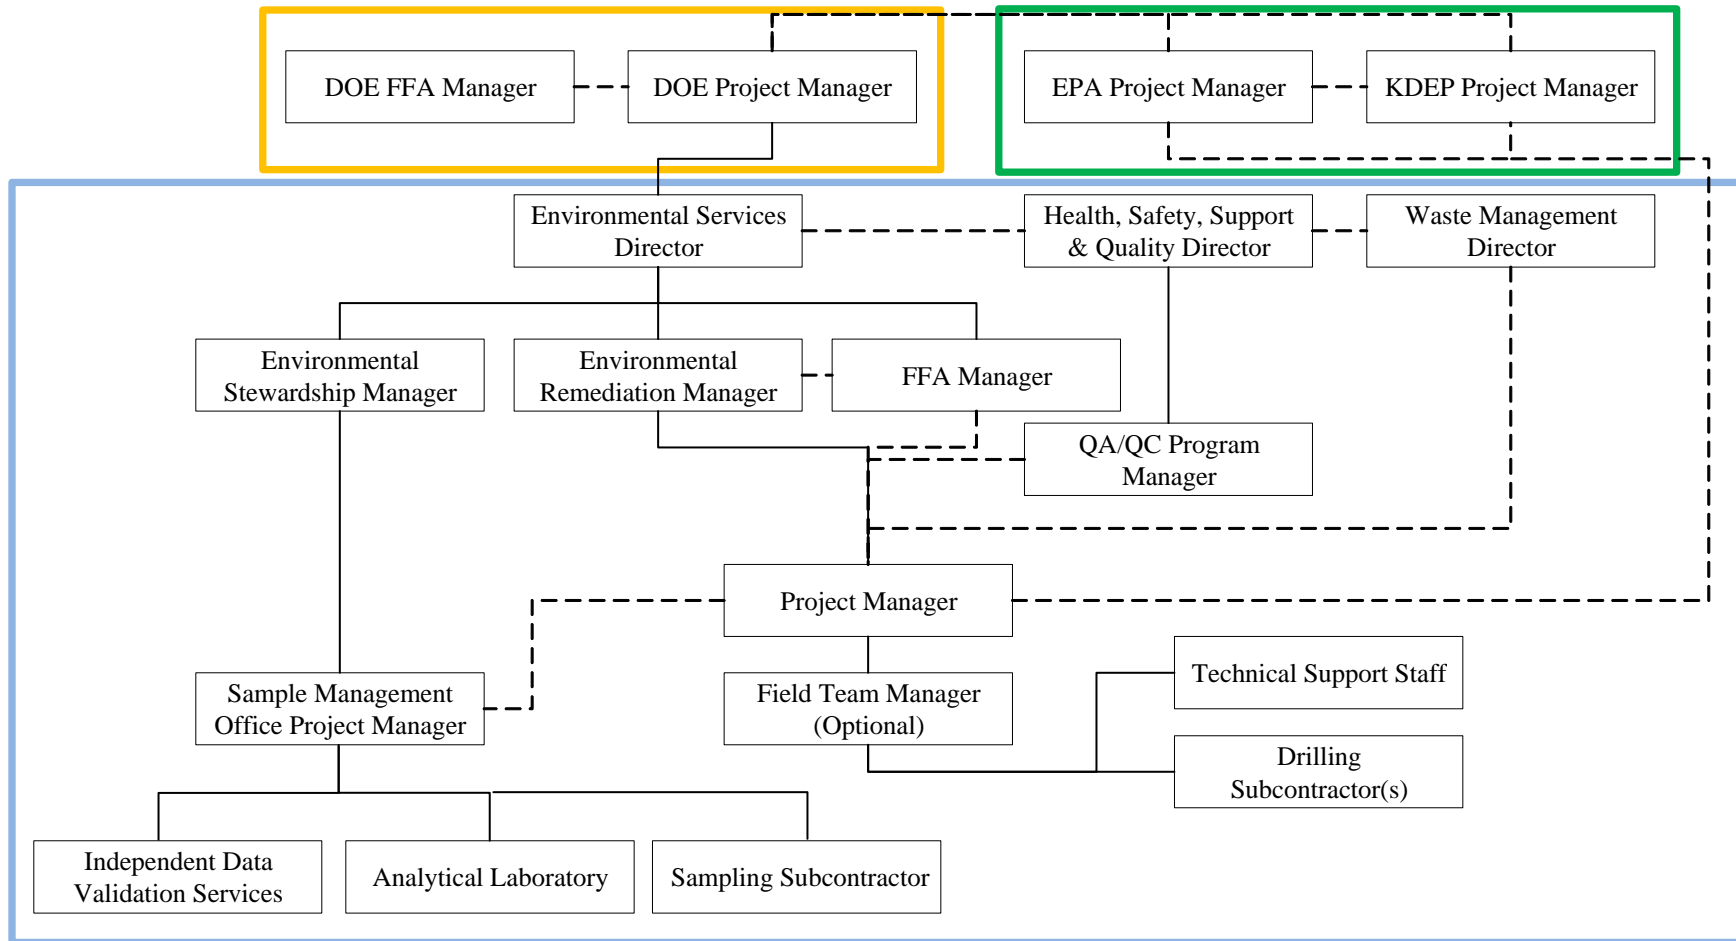 DOE FFA Manager
DOE Project Manager
EPA Project Manager
KDEP Project Manager
Environmental Services
Director
Health, Safety, Support
& Quality Director
Waste Management
Director
Environmental
Stewardship Manager
Environmental
Remediation Manager
FFA Manager
QA/QC Program
Manager
Project Manager
Sample Management
Office Project Manager
Field Team Manager
(Optional)
Technical Support Staff
Drilling
Subcontractor(s)
Independent Data
Validation Services
Analytical Laboratory
Sampling Subcontractor